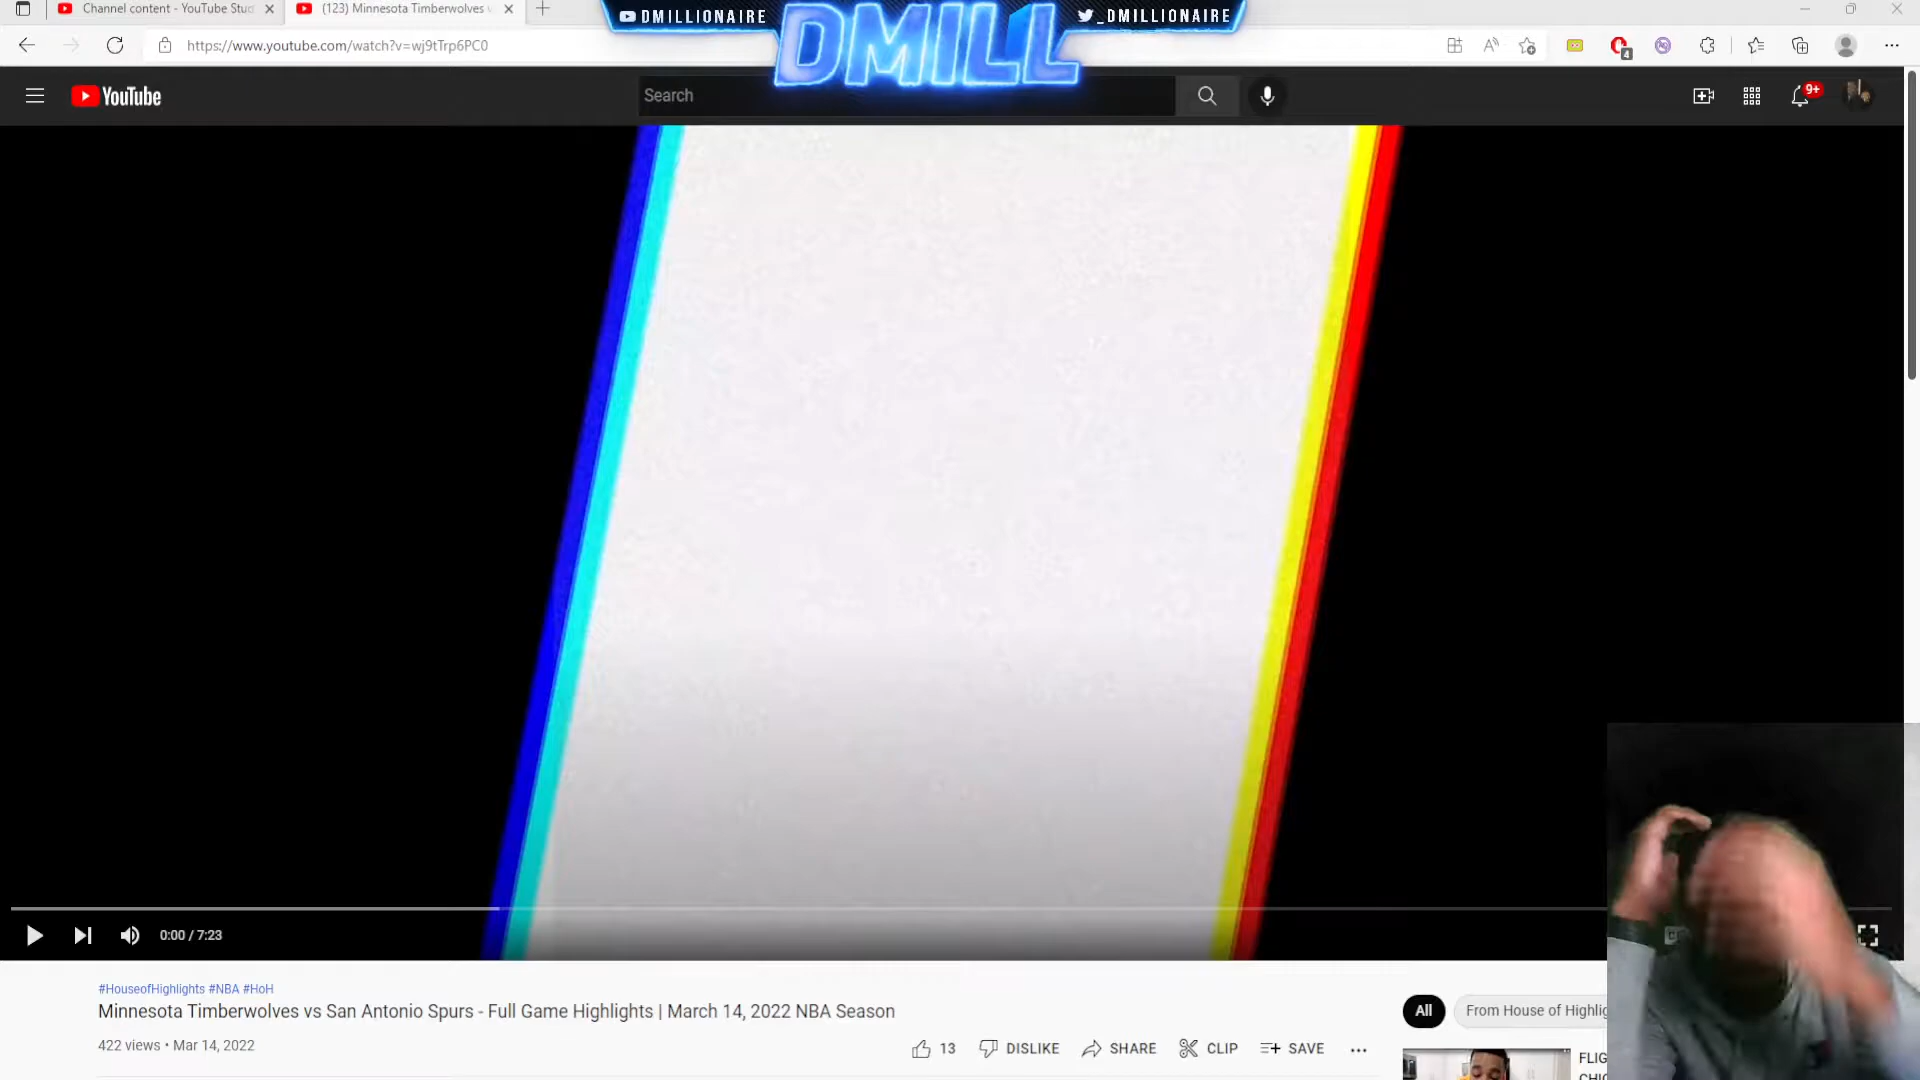 Channel content - YouTube Stud
(123) Minnesota Timberwolves v
DMILLIONAIRE
DMILL
_DMILLIONAIRE
https://www.youtube.com/watch?v=wj9tTrp6PC0
4
YouTube
Search
9+
0:00 / 7:23
#HouseofHighlights #NBA #HoH
Minnesota Timberwolves vs San Antonio Spurs - Full Game Highlights | March 14, 2022 NBA Season
422 views • Mar 14, 2022
13
DISLIKE
SHARE
CLIP
SAVE
All
From House of Highlig
FLIG